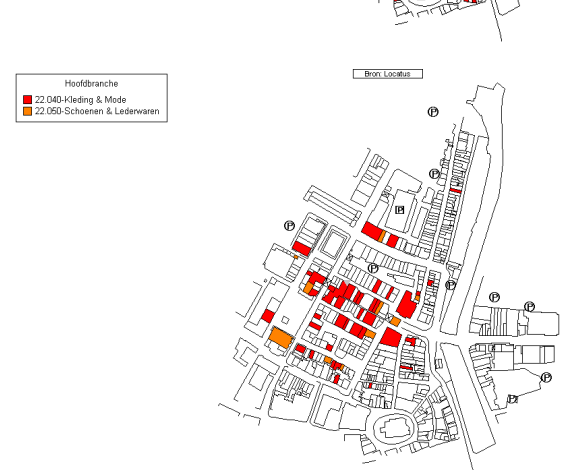 Bron: Locatus
Hoofdbranche
22.040-Kleding & Mode
22.050-Schoenen & Lederwaren
P
P
P
P
P
P
P
P
P
P